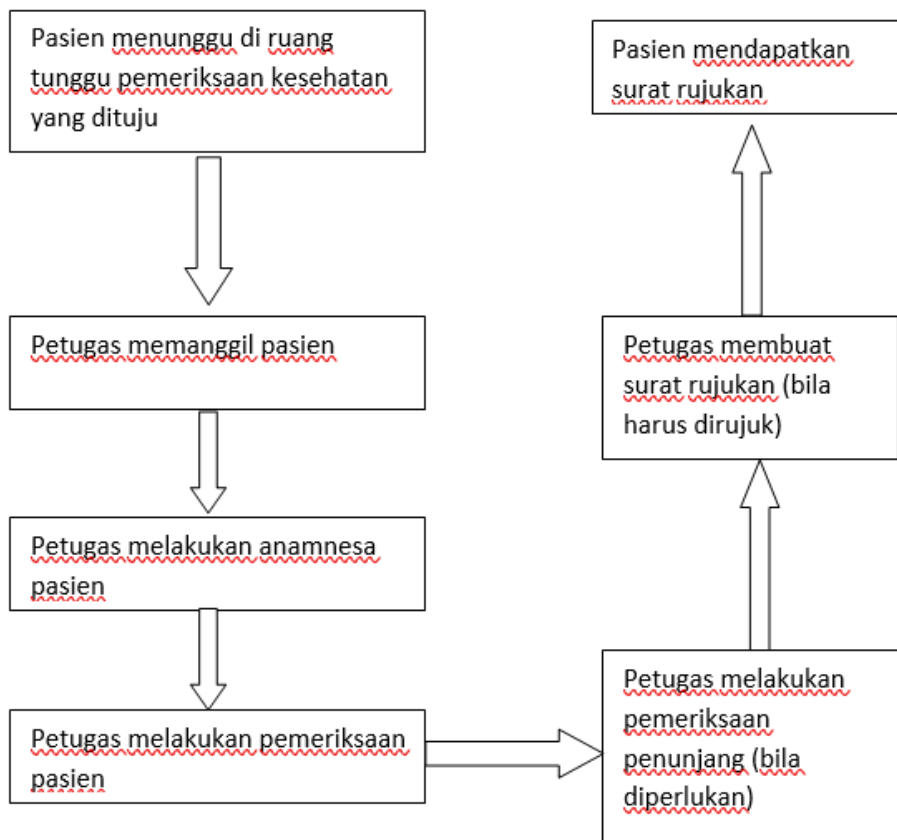 Pasien menunggu di ruang
tunggu pemeriksaan kesehatan
yang dituju
Petugas memanggil pasien
Petugas melakukan anamnesa
pasien
Petugas melakukan pemeriksaan
pasien
Petugas melakukan
pemeriksaan
penunjang (bila
diperlukan)
Petugas membuat
surat rujukan (bila
harus dirujuk)
Pasien mendapatkan
surat rujukan